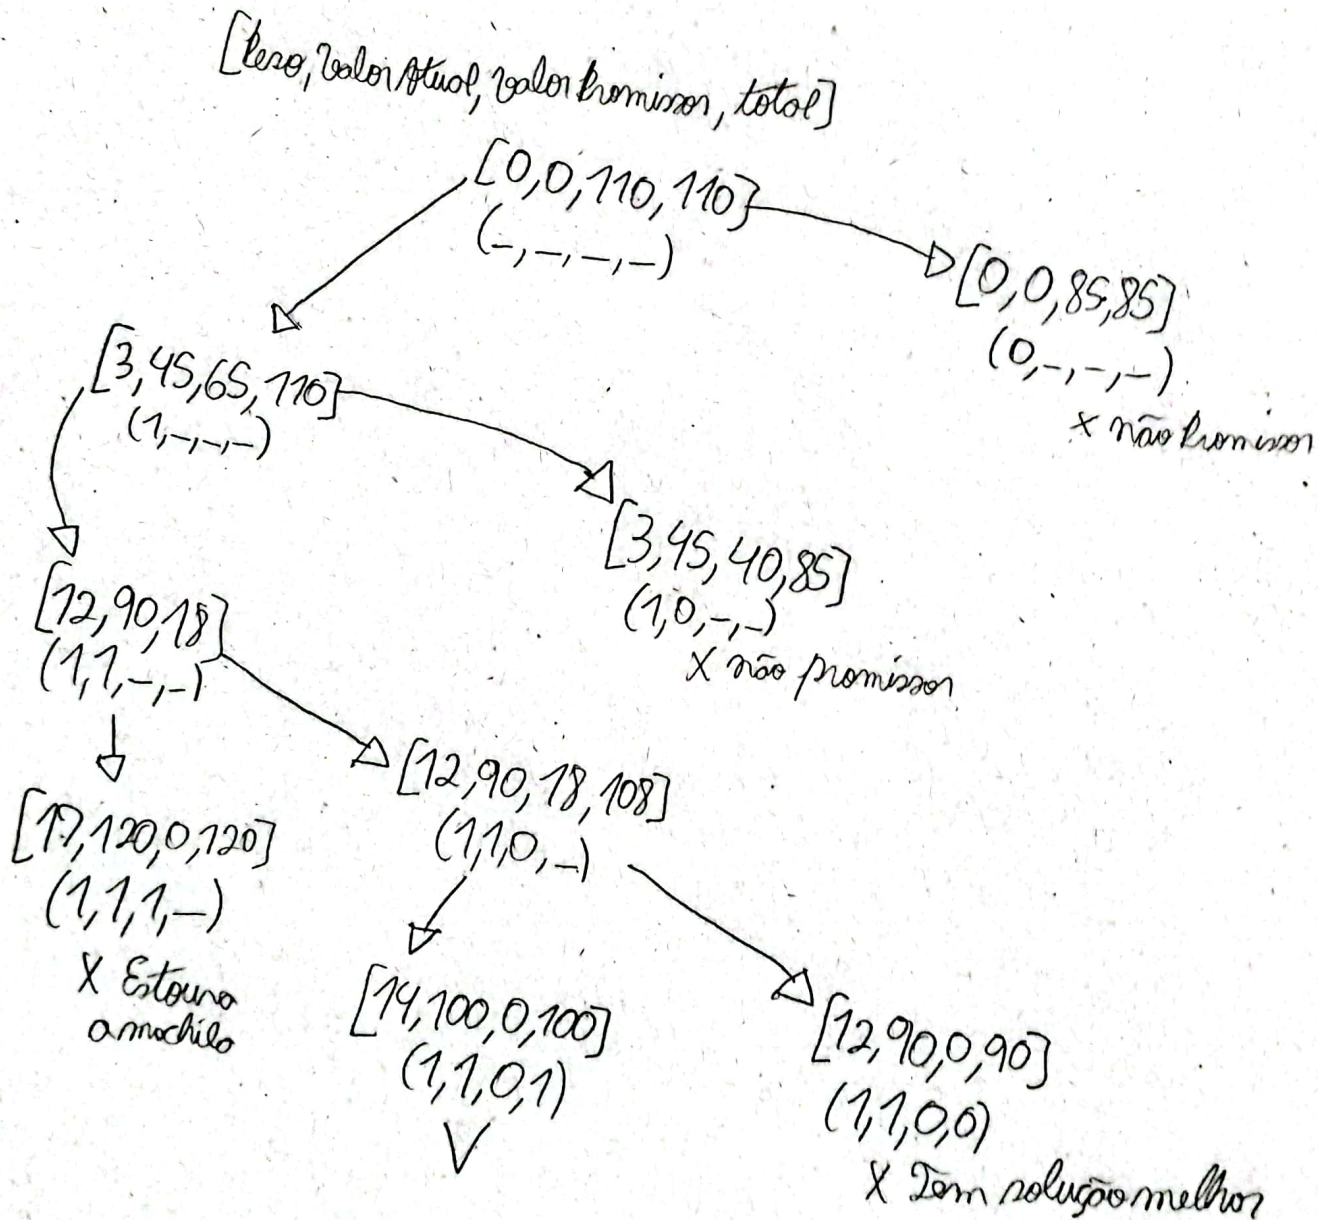 [Peso, Valor Atual, Valor Promissor, total]
[0,0,110,110]
(-,-,-,-)
[0,0,85,85]
(0,-,-,-)
X não Promissor
[3,45,65,110]
(1,-,-,-)
[3,45,40,85]
(1,0,-,-)
X não promissor
[12,90,18]
(1,1,-,-)
[12,90,18,108]
(1,1,0,-)
[17,120,0,120]
(1,1,1,-)
X Estoura
a mochila
[14,100,0,100]
(1,1,0,1)
V
[12,90,0,90]
(1,1,0,0)
X Tem solução melhor